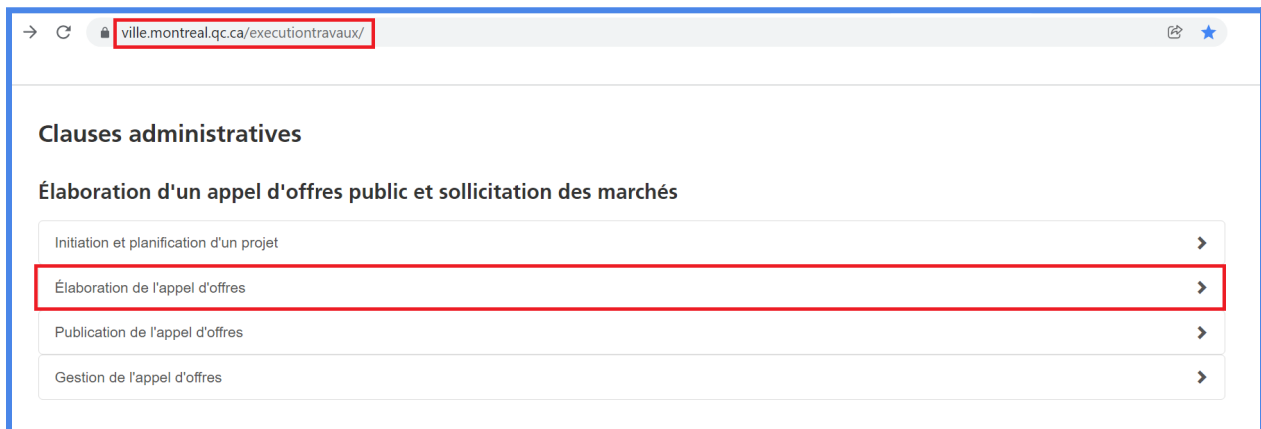 ville.montreal.qc.ca/executiontravaux/
Clauses administratives
Élaboration d'un appel d'offres public et sollicitation des marchés
Initiation et planification d'un projet
Élaboration de l'appel d'offres
Publication de l'appel d'offres
Gestion de l'appel d'offres